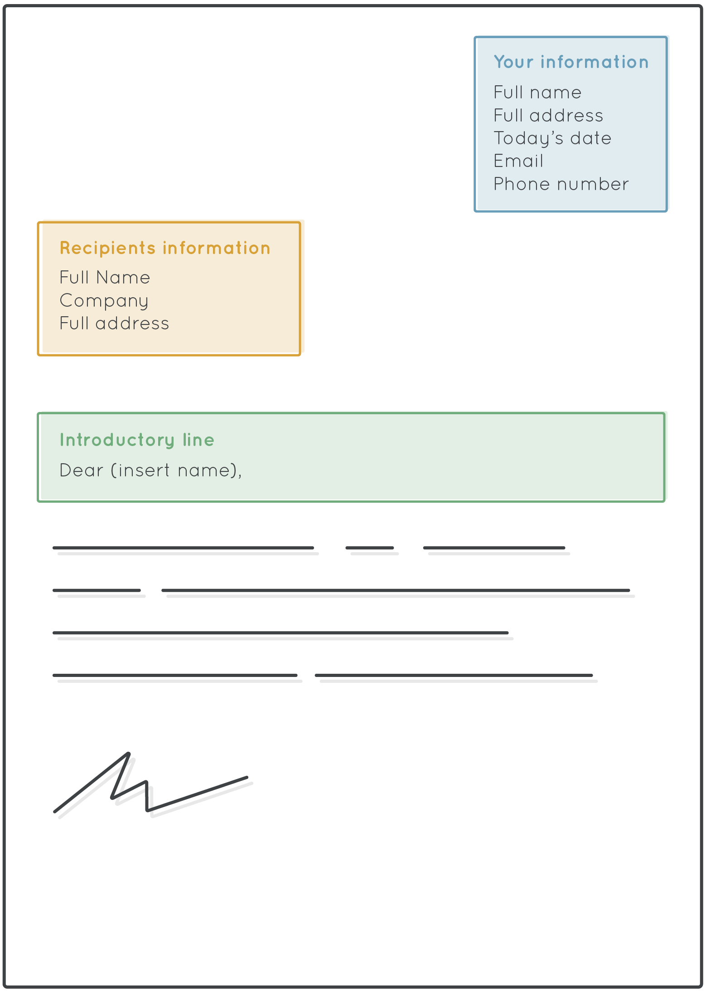 Your information
Full name
Full address
Today’s date
Email
Phone number
Recipients information
Full Name
Company
Full address
Introductory line
Dear (insert name),